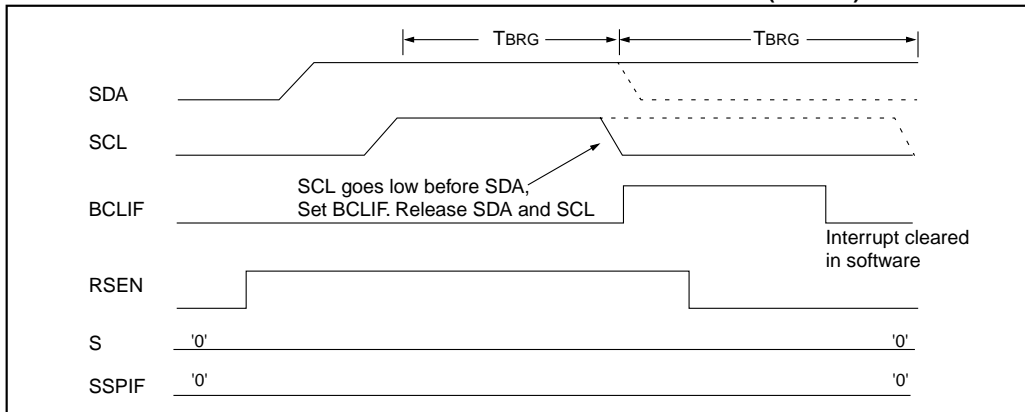 TBRG TBRG
SDA
SCL
SCL goes low before SDA,
Set BCLIF. Release SDA and SCL
BCLIF
Interrupt cleared
in software
RSEN
S '0' '0'
SSPIF '0' '0'